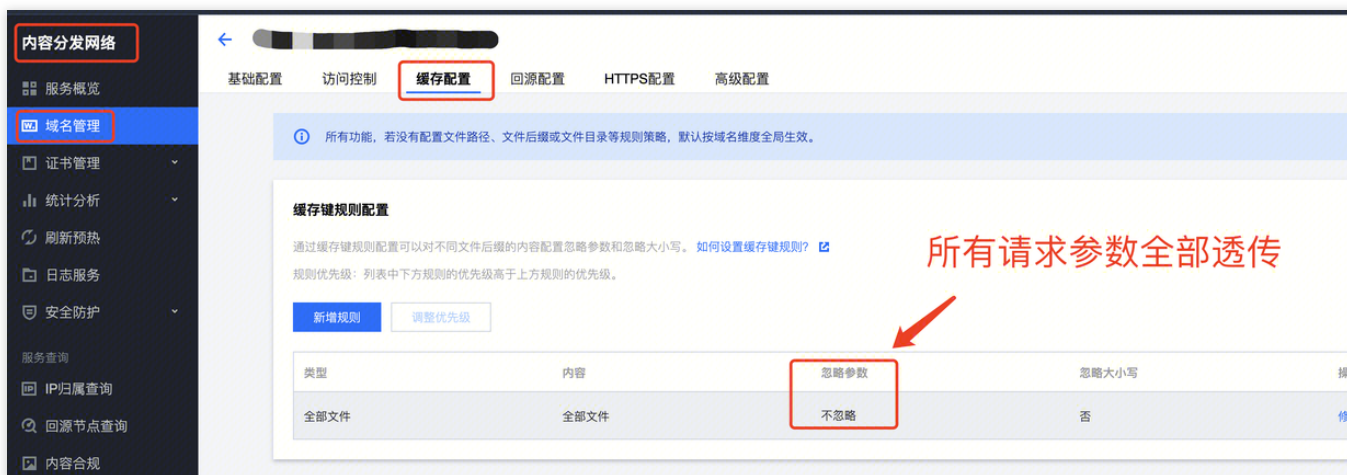 内容分发网络
服务概览
域名管理
证书管理
统计分析
刷新预热
日志服务
安全防护
服务查询
IP归属查询
回源节点查询
内容合规
基础配置 访问控制 缓存配置 回源配置 HTTPS配置 高级配置
所有功能，若没有配置文件路径、文件后缀或文件目录等规则策略，默认按域名维度全局生效。
缓存键规则配置
通过缓存键规则配置可以对不同文件后缀的内容配置忽略参数和忽略大小写。如何设置缓存键规则?
规则优先级：列表中下方规则的优先级高于上方规则的优先级。
所有请求参数全部透传
新增规则 调整优先级
类型 内容 忽略参数 忽略大小写
全部文件 全部文件 不忽略 否